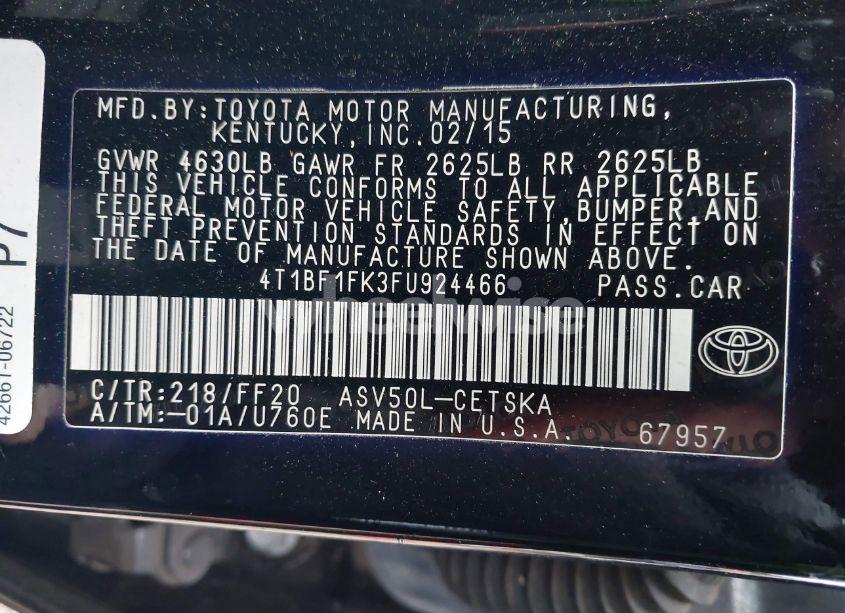 MFD.BY:TOYOTA MOTOR MANUFACTURING,
KENTUCKY,INC.02/15
GVWR 4630LB GAWR FR 2625LB RR 2625LB
THIS VEHICLE CONFORMS TO ALL APPLICABLE
FEDERAL MOTOR VEHICLE SAFETY,BUMPER,AND
THEFT PREVENTION STANDARDS IN EFFECT ON
THE DATE OF MANUFACTURE SHOWN ABOVE.
4T1BF1FK3FU924466 PASS.CAR
wheelwise
C/TR:218/FF20 ASV50L-CETSKA
A/TM:-01A/U760E MADE IN U.S.A. 67957
P7
42661-06722
TOYOTA